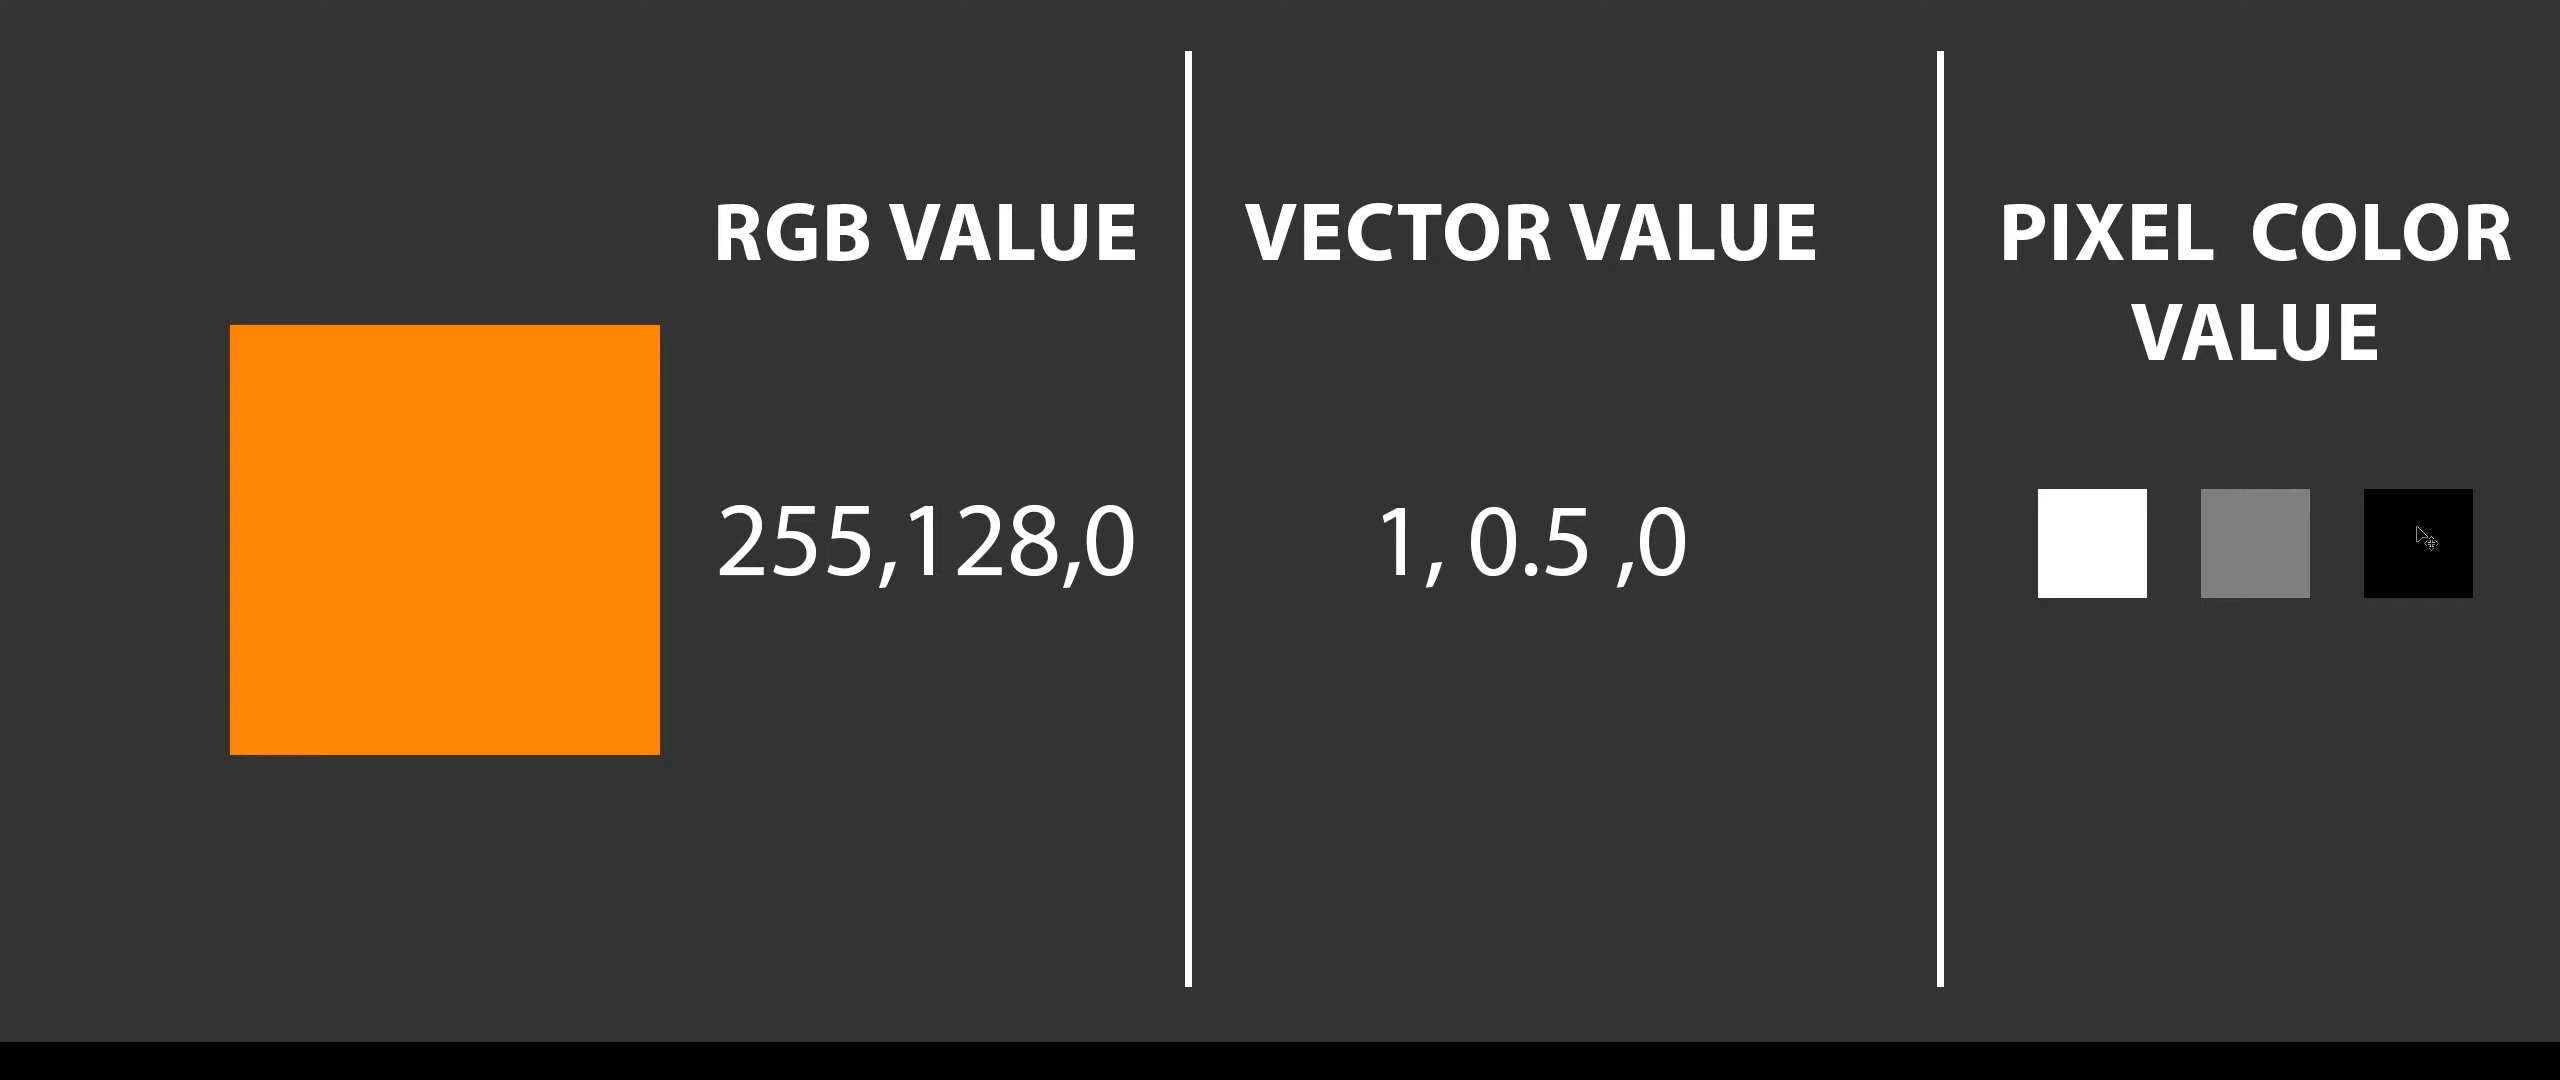 RGB VALUE
255,128,0
VECTOR VALUE
1, 0.5 ,0
PIXEL  COLOR
VALUE